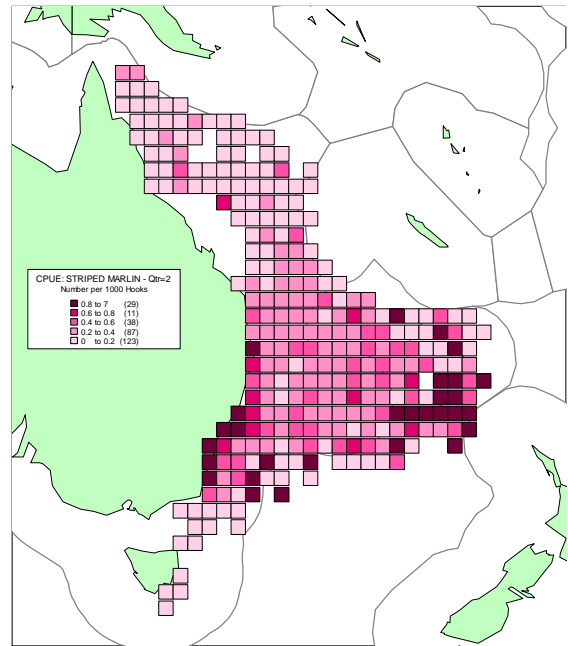 CPUE: STRIPED MARLIN - Qtr=2
Number per 1000 Hooks
0.8 to 7 (29)
0.6 to 0.8 (11)
0.4 to 0.6 (38)
0.2 to 0.4 (87)
0 to 0.2 (123)